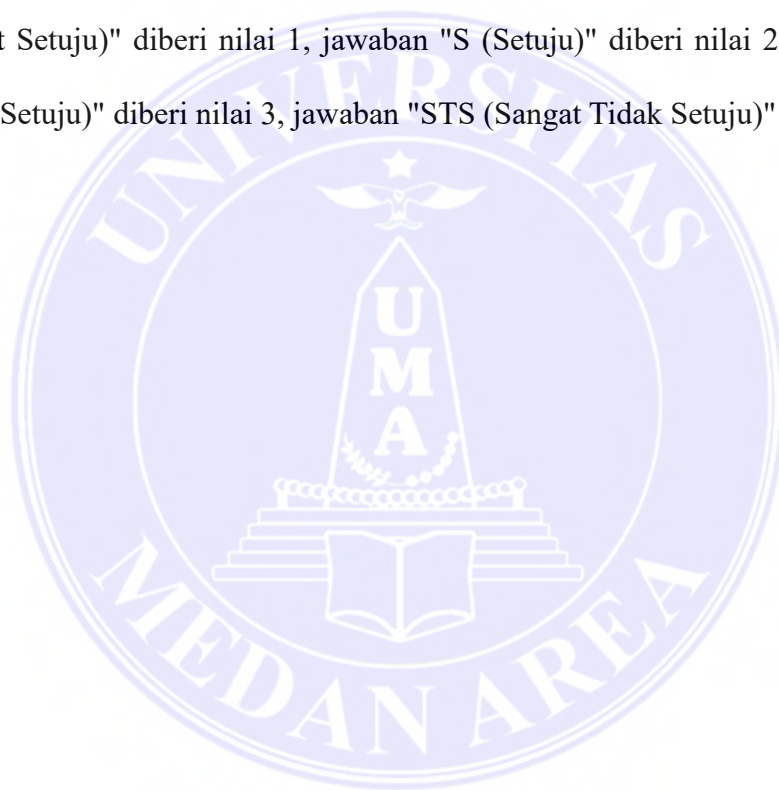 t Setuju)" diberi nilai 1, jawaban "S (Setuju)" diberi nilai 2
Setuju)" diberi nilai 3, jawaban "STS (Sangat Tidak Setuju)"
UNIVERSITAS
UMA
MEDAN AREA